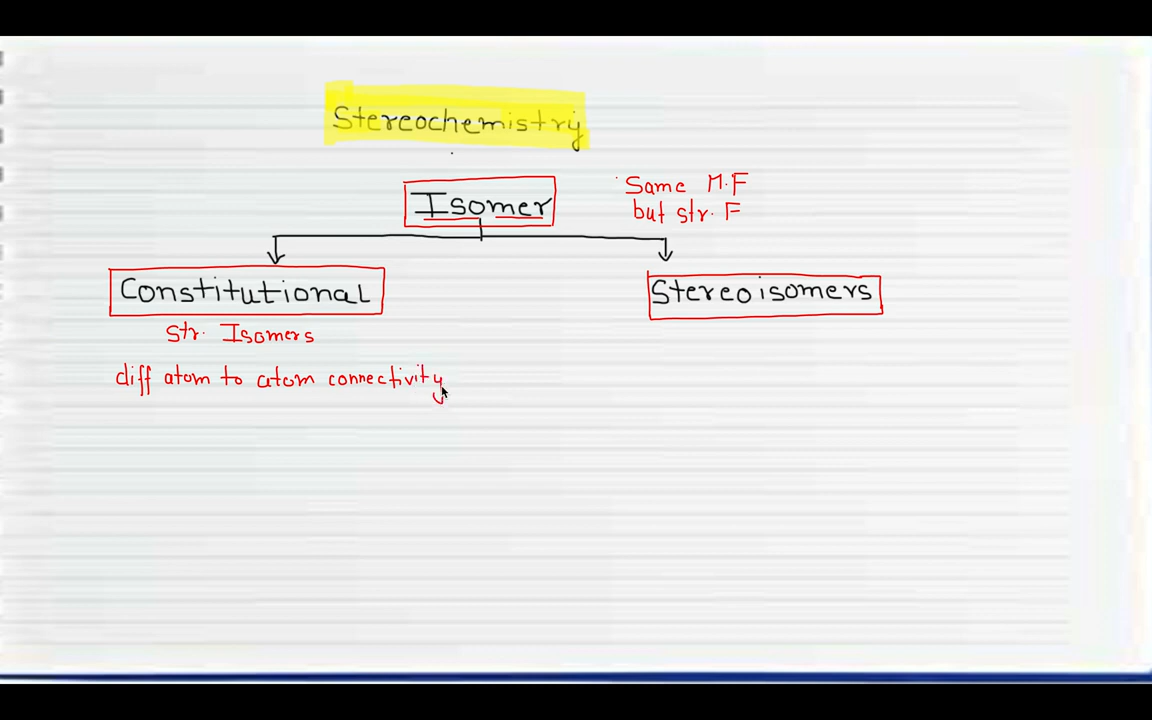 Stereochemistry
Isomer
Same M.F
but str. F
Constitutional
Stereoisomers
Str. Isomers
diff atom to atom connectivity